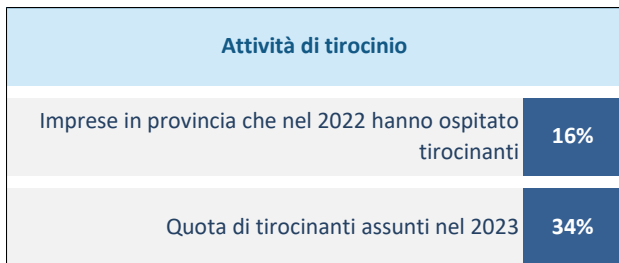 Attività di tirocinio
Imprese in provincia che nel 2022 hanno ospitato
tirocinanti
16%
Quota di tirocinanti assunti nel 2023
34%